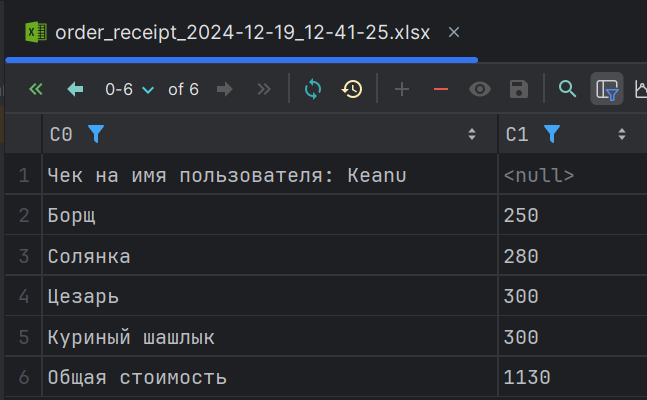 order_receipt_2024-12-19_12-41-25.xlsx
0-6 of 6
C0 C1
1 Чек на имя пользователя: Keanu <null>
2 Борщ 250
3 Солянка 280
4 Цезарь 300
5 Куриный шашлык 300
6 Общая стоимость 1130